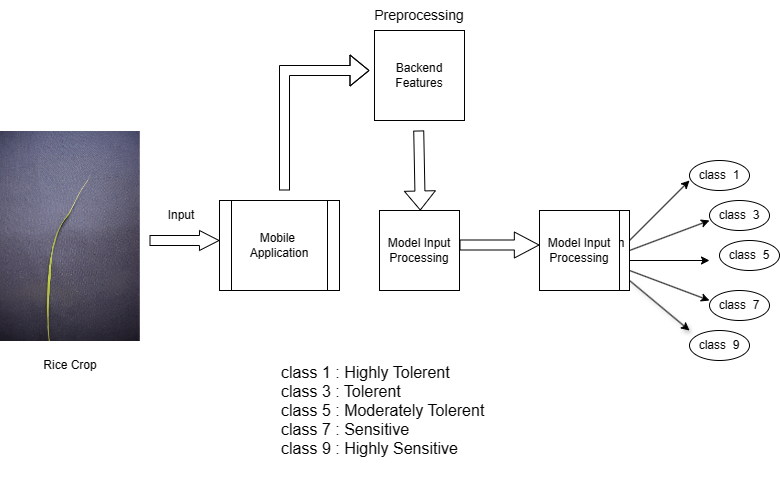 Preprocessing
Backend
Features
Input
Mobile
Application
Model Input
Processing
Model Input
Processing
class 1
class 3
class 5
class 7
class 9
Rice Crop
class 1 : Highly Tolerent
class 3 : Tolerent
class 5 : Moderately Tolerent
class 7 : Sensitive
class 9 : Highly Sensitive